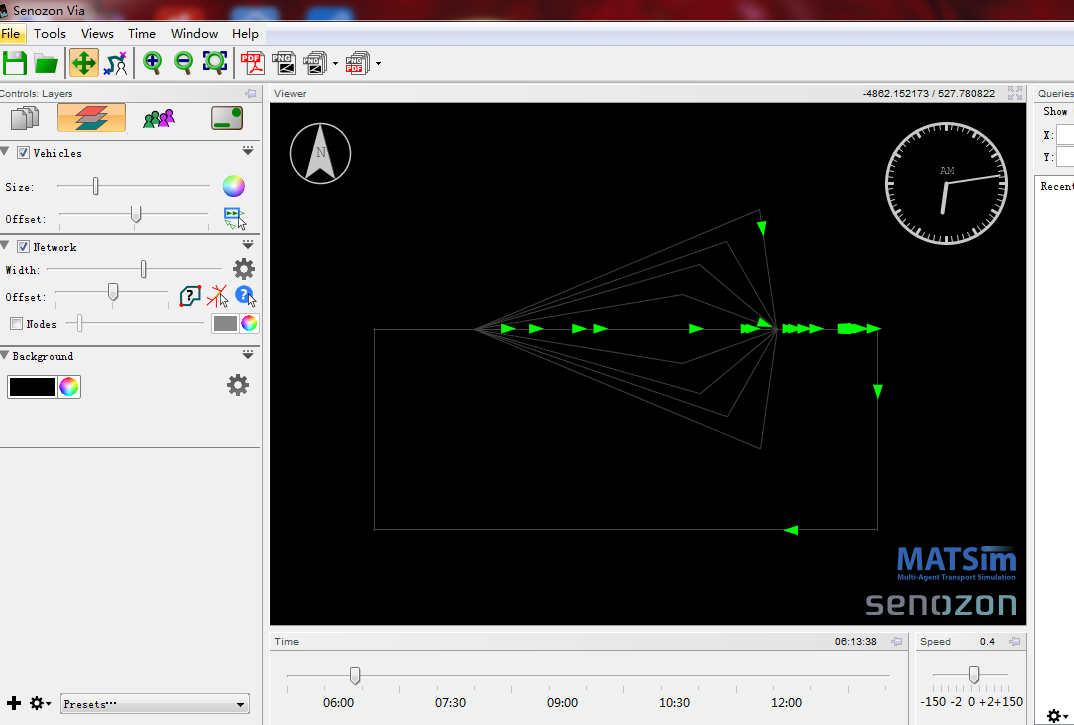 Senozon Via
File Tools Views Time Window Help
PDF PNG PNG PNG PDF
Controls: Layers
Viewer
-4862.152173 / 527.780822
Queries
Show
X:
Y:
Recent
Vehicles
Size:
Offset:
Network
Width:
Offset:
Nodes
Background
N
AM
MATSim
Multi-Agent Transport Simulation
senozon
Time
06:13:38
Speed 0.4
06:00 07:30 09:00 10:30 12:00
-150 -2 0 +2 +150
Presets...